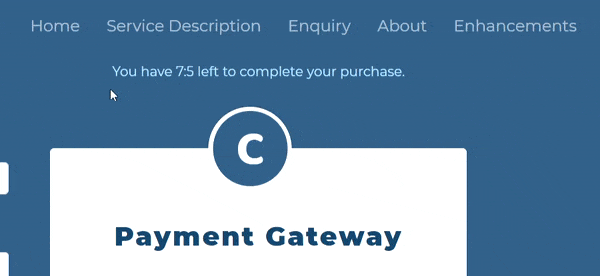 Home Service Description Enquiry About Enhancements
You have 7:5 left to complete your purchase.
C
Payment Gateway